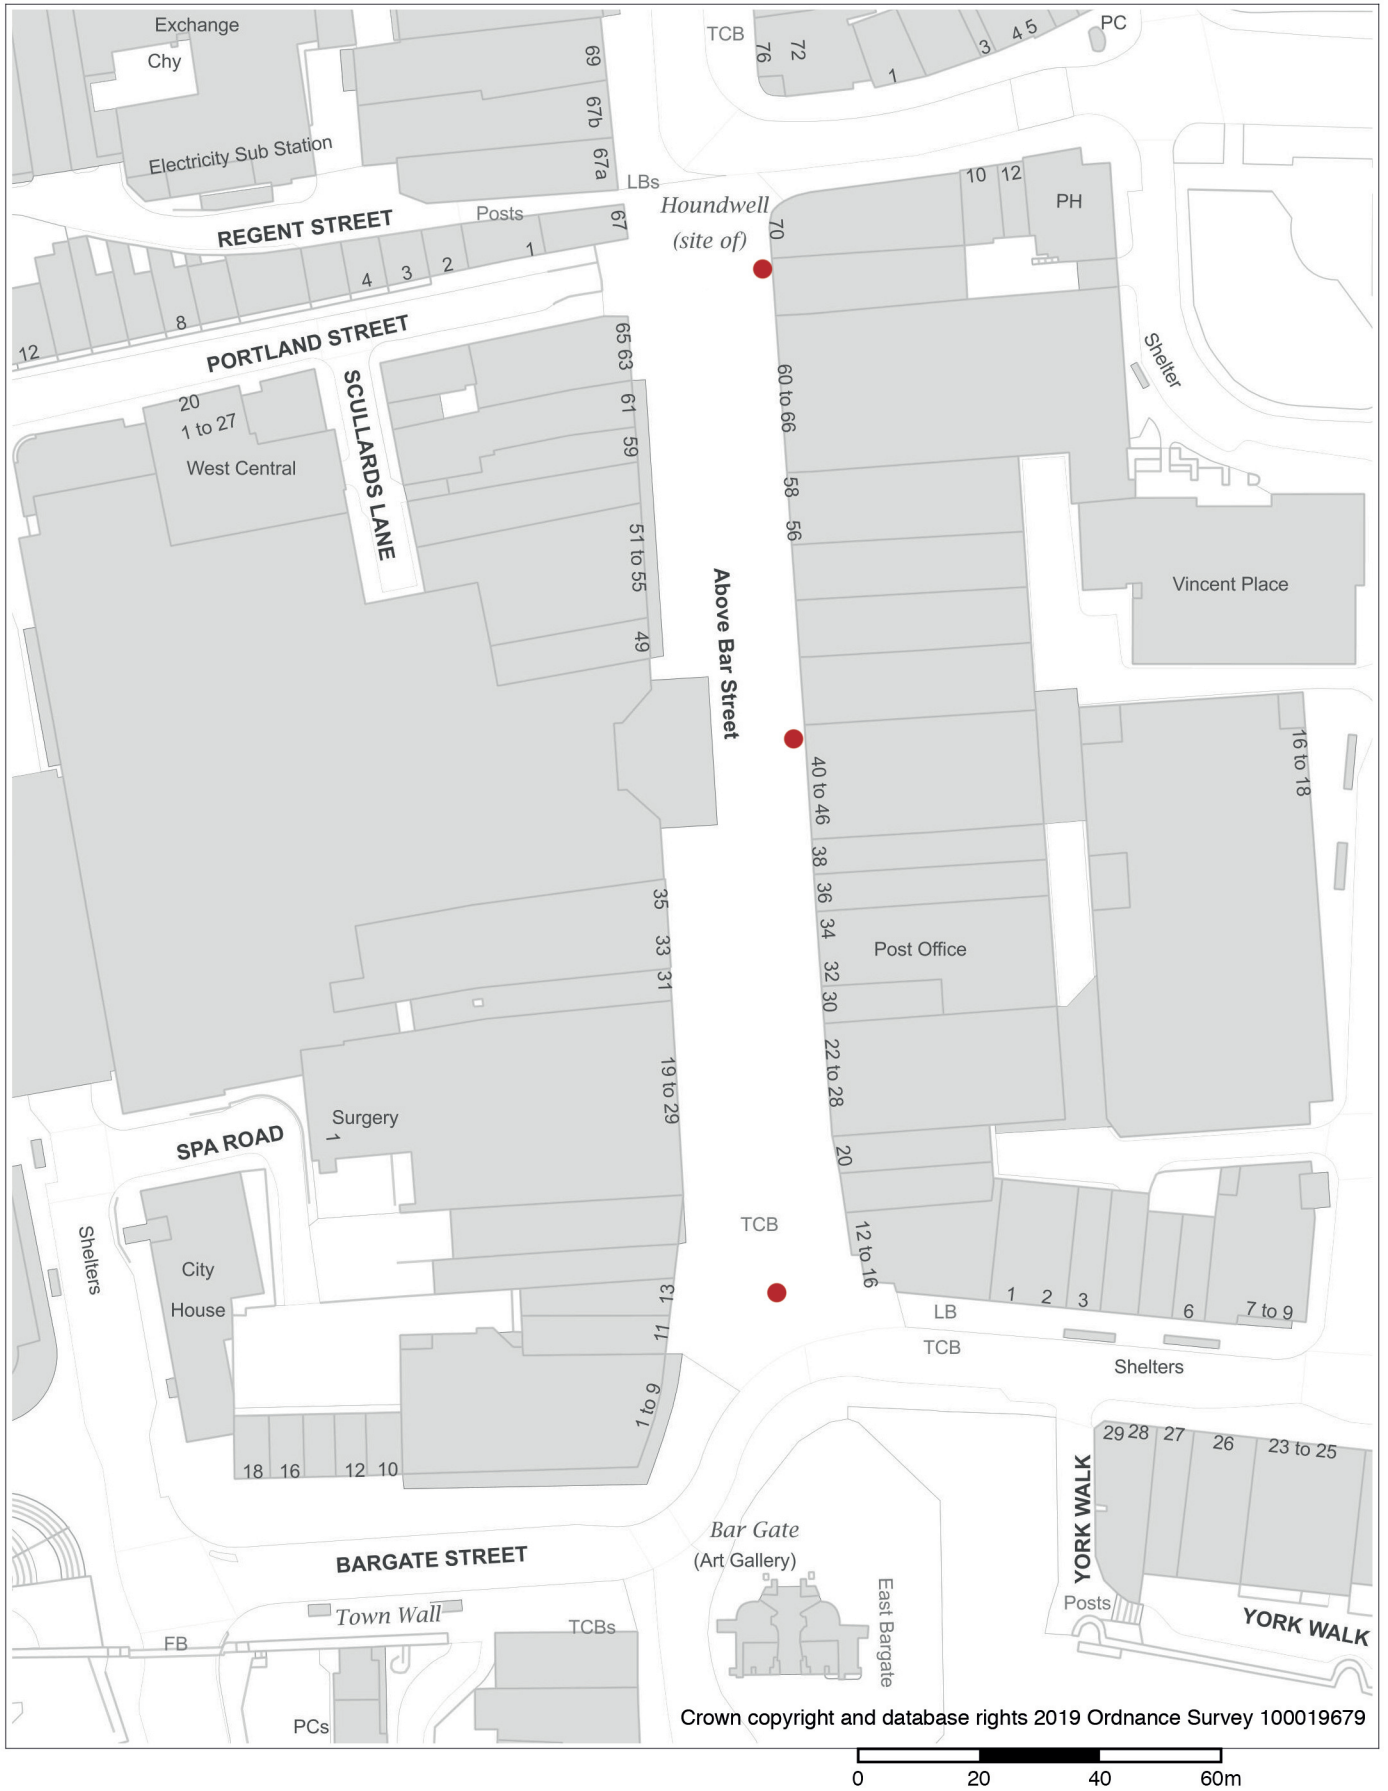 Exchange
Chy
Electricity Sub Station
69
67b
67a
TCB
76
72
1
3
4 5
PC
LBs
Houndwell
(site of)
10
12
PH
70
REGENT STREET
Posts
67
1
2
3
4
8
12
PORTLAND STREET
65 63
61
59
51 to 55
49
20
1 to 27
West Central
SCULLARDS LANE
60 to 66
58
56
Shelter
Vincent Place
Above Bar Street
40 to 46
38
36
34
32
30
22 to 28
20
12 to 16
Post Office
16 to 18
35
33
31
19 to 29
13
11
1 to 9
Surgery
1
SPA ROAD
Shelters
City
House
TCB
1
2
3
6
7 to 9
LB
TCB
Shelters
18
16
12
10
29
28
27
26
23 to 25
YORK WALK
Bar Gate
(Art Gallery)
East Bargate
BARGATE STREET
Town Wall
TCBs
FB
PCs
Posts
YORK WALK
Crown copyright and database rights 2019 Ordnance Survey 100019679
0
20
40
60m